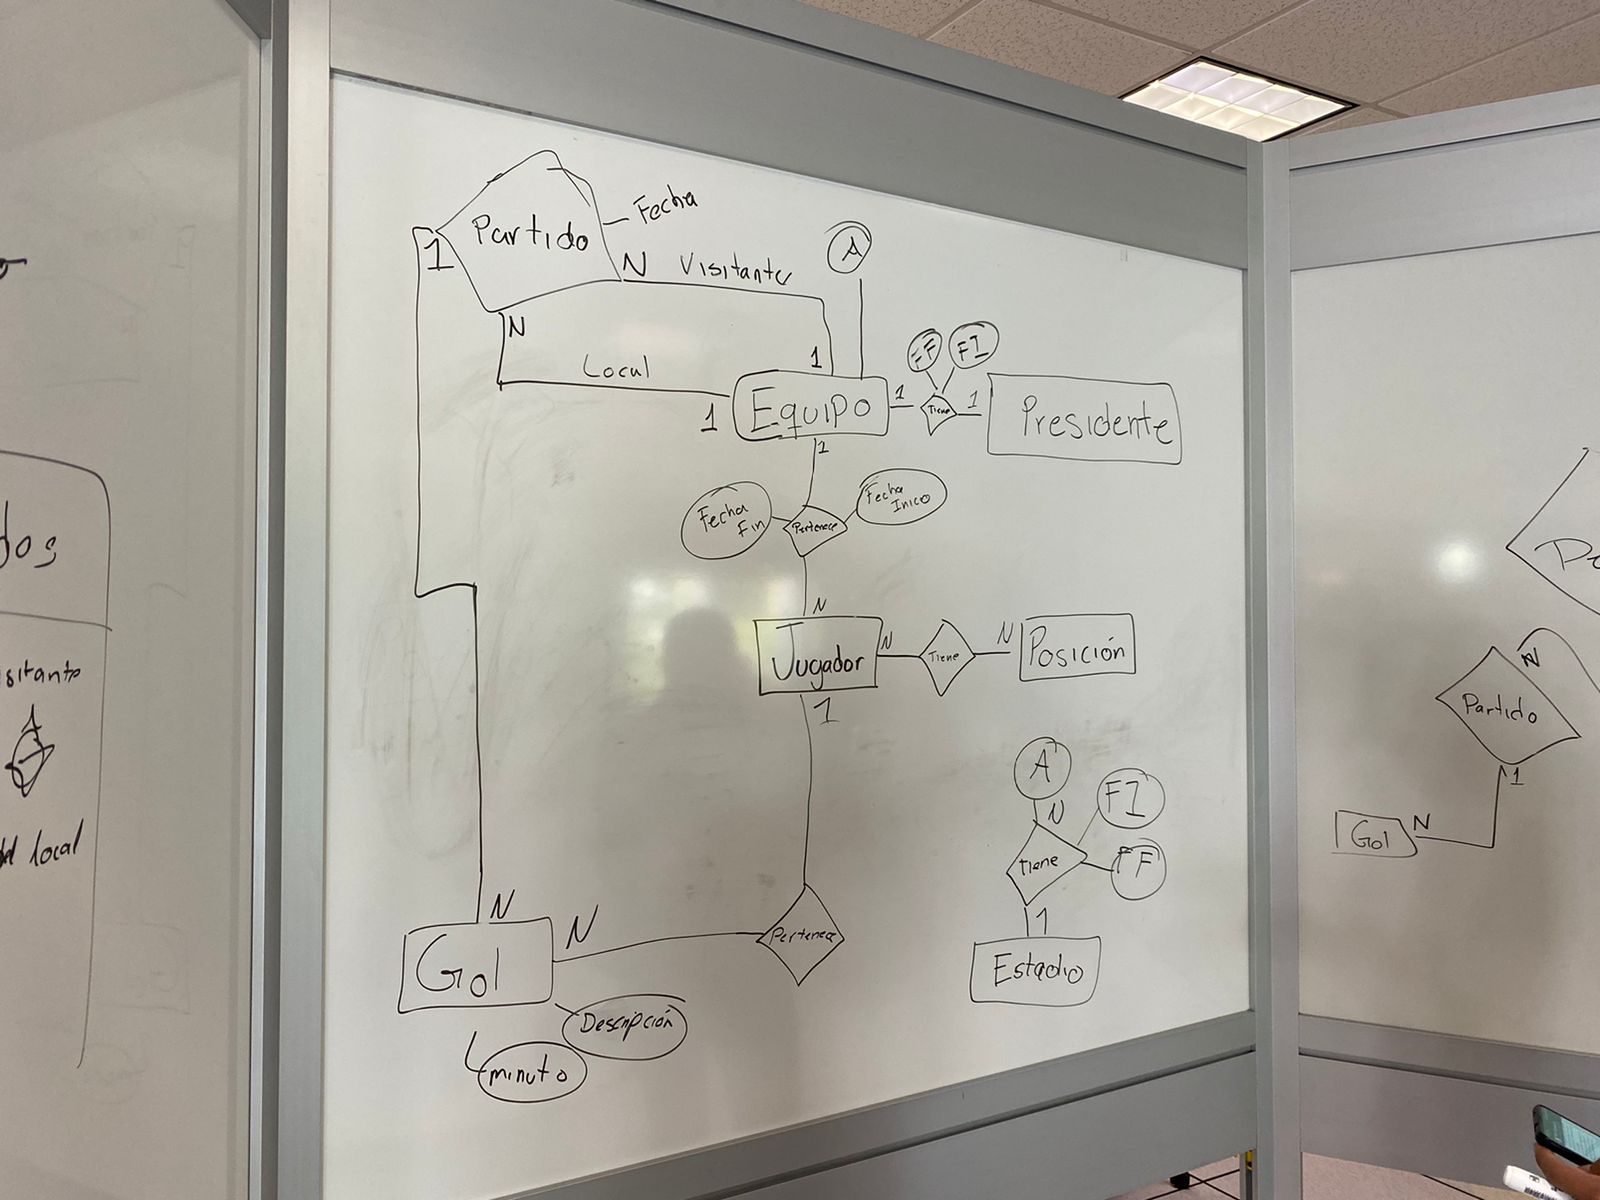 Partido
Fecha
1
N Visitante
N
Local
A
1
1
Equipo
1
Tiene
1
FF
FI
Presidente
1
Fecha
Fin
Pertenece
Fecha
Inicio
N
Jugador
N
Tiene
N
Posición
1
A
N
FI
Tiene
FF
1
Estadio
N
Gol
N
Pertenece
Descripción
minuto
dos
sitante
local
N
Partido
1
Gol
N